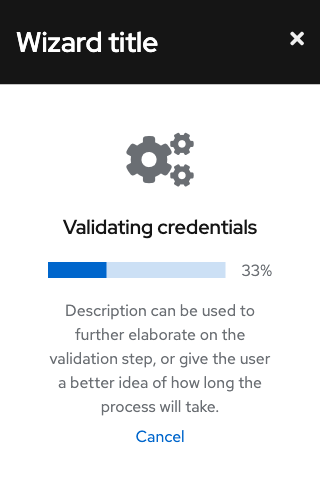 Wizard title
Validating credentials
33%
Description can be used to
further elaborate on the
validation step, or give the user
a better idea of how long the
process will take.
Cancel